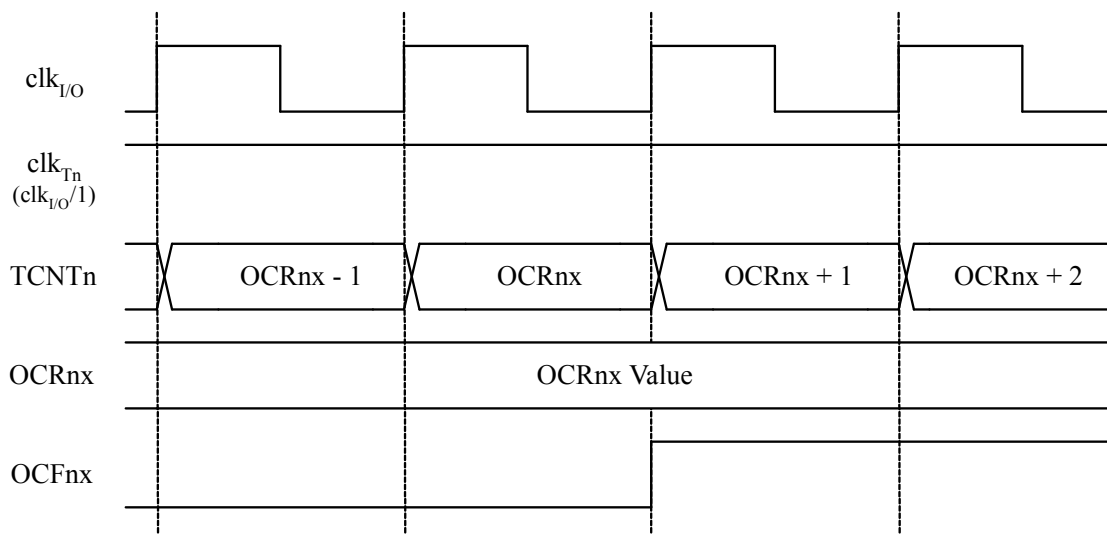 clkI/O
clkTn
(clkI/O/1)
TCNTn OCRnx - 1 OCRnx OCRnx + 1 OCRnx + 2
OCRnx OCRnx Value
OCFnx